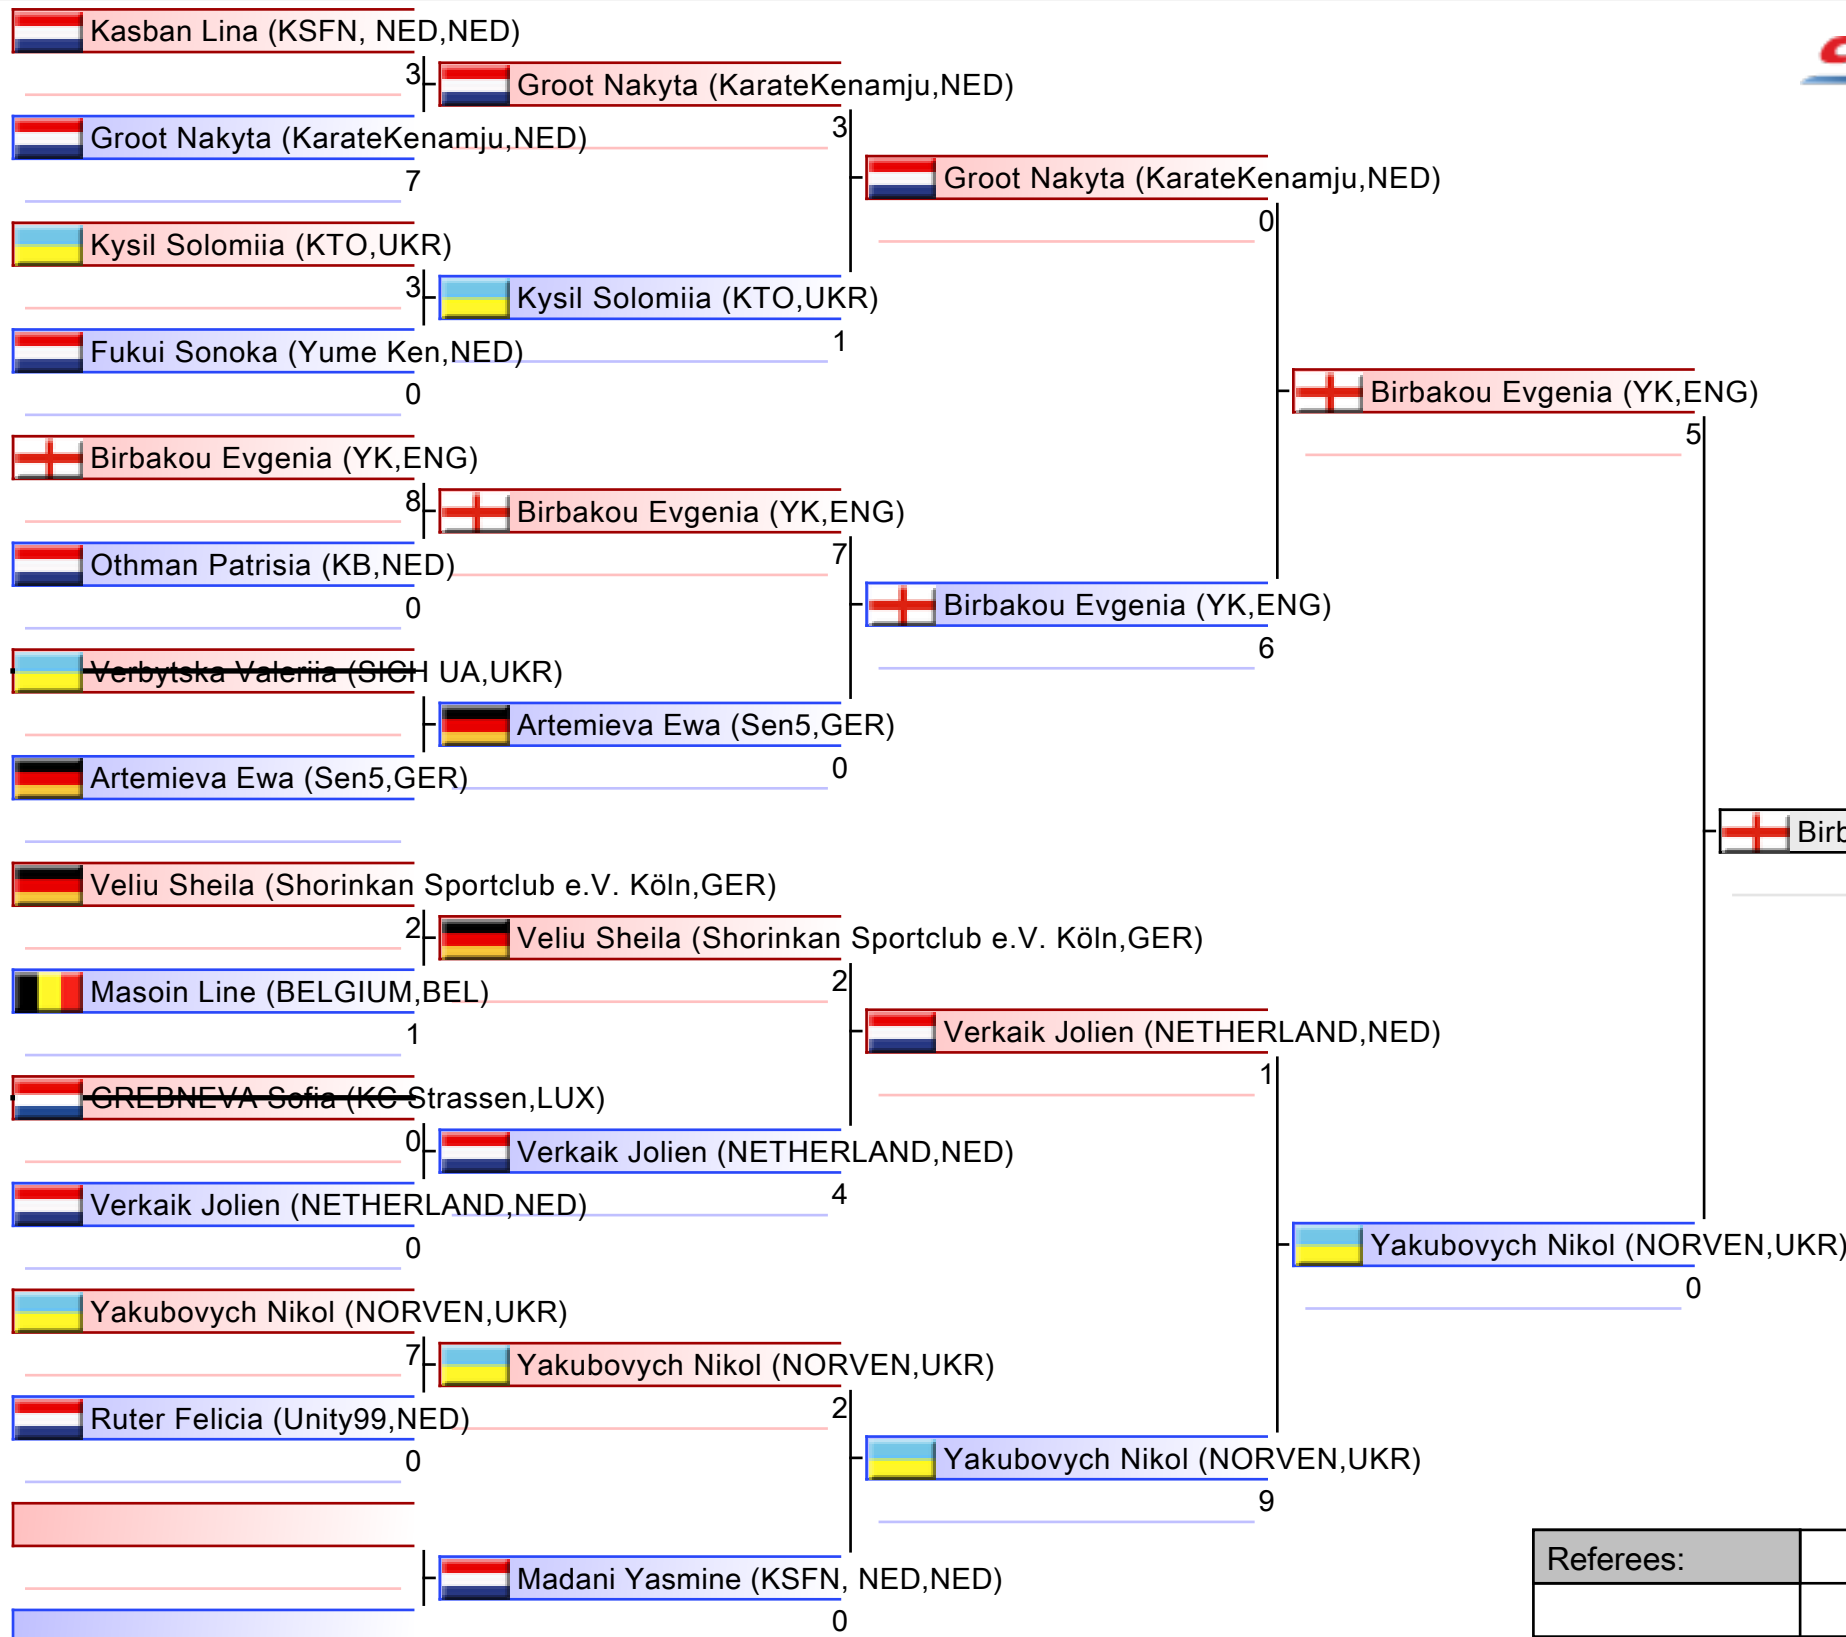 Kasban Lina (KSFN, NED,NED)
3
Groot Nakyta (KarateKenamju,NED)
Groot Nakyta (KarateKenamju,NED)
7
3
Groot Nakyta (KarateKenamju,NED)
0
Kysil Solomiia (KTO,UKR)
3
Kysil Solomiia (KTO,UKR)
1
Fukui Sonoka (Yume Ken,NED)
0
Birbakou Evgenia (YK,ENG)
5
Birbakou Evgenia (YK,ENG)
8
Birbakou Evgenia (YK,ENG)
7
Othman Patrisia (KB,NED)
0
Birbakou Evgenia (YK,ENG)
6
Verbytska Valeriia (SICH UA,UKR)
Artemieva Ewa (Sen5,GER)
0
Artemieva Ewa (Sen5,GER)
Birb
Veliu Sheila (Shorinkan Sportclub e.V. Köln,GER)
2
Veliu Sheila (Shorinkan Sportclub e.V. Köln,GER)
2
Masoin Line (BELGIUM,BEL)
1
Verkaik Jolien (NETHERLAND,NED)
1
GREBNEVA Sofia (KC Strassen,LUX)
0
Verkaik Jolien (NETHERLAND,NED)
4
Verkaik Jolien (NETHERLAND,NED)
0
Yakubovych Nikol (NORVEN,UKR)
0
Yakubovych Nikol (NORVEN,UKR)
7
Yakubovych Nikol (NORVEN,UKR)
2
Ruter Felicia (Unity99,NED)
0
Yakubovych Nikol (NORVEN,UKR)
9
Madani Yasmine (KSFN, NED,NED)
0
Referees: